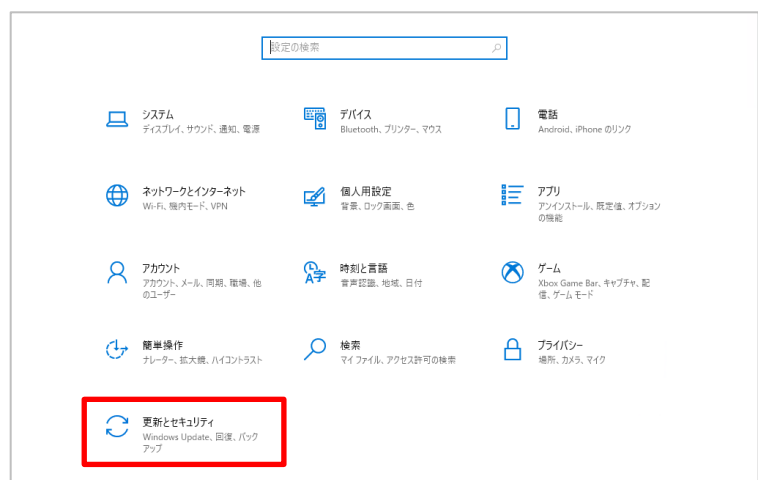 設定の検索
システム
ディスプレイ、サウンド、通知、電源
デバイス
Bluetooth、プリンター、マウス
電話
Android、iPhone のリンク
ネットワークとインターネット
Wi-Fi、機内モード、VPN
個人用設定
背景、ロック画面、色
アプリ
アンインストール、既定値、オプション
の機能
アカウント
アカウント、メール、同期、職場、他
のユーザー
時刻と言語
音声認識、地域、日付
ゲーム
Xbox Game Bar、キャプチャ、配
信、ゲーム モード
簡単操作
ナレーター、拡大鏡、ハイコントラスト
検索
マイ ファイル、アクセス許可の検索
プライバシー
場所、カメラ、マイク
更新とセキュリティ
Windows Update、回復、バック
アップ